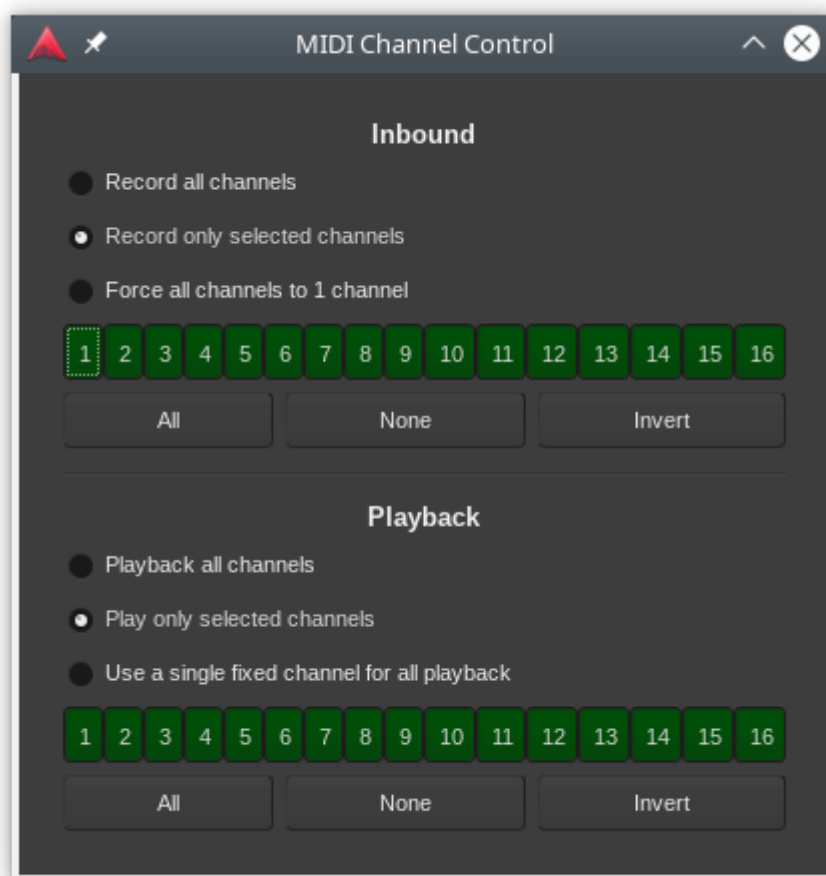 MIDI Channel Control
Inbound
Record all channels
Record only selected channels
Force all channels to 1 channel
1 2 3 4 5 6 7 8 9 10 11 12 13 14 15 16
All None Invert
Playback
Playback all channels
Play only selected channels
Use a single fixed channel for all playback
1 2 3 4 5 6 7 8 9 10 11 12 13 14 15 16
All None Invert